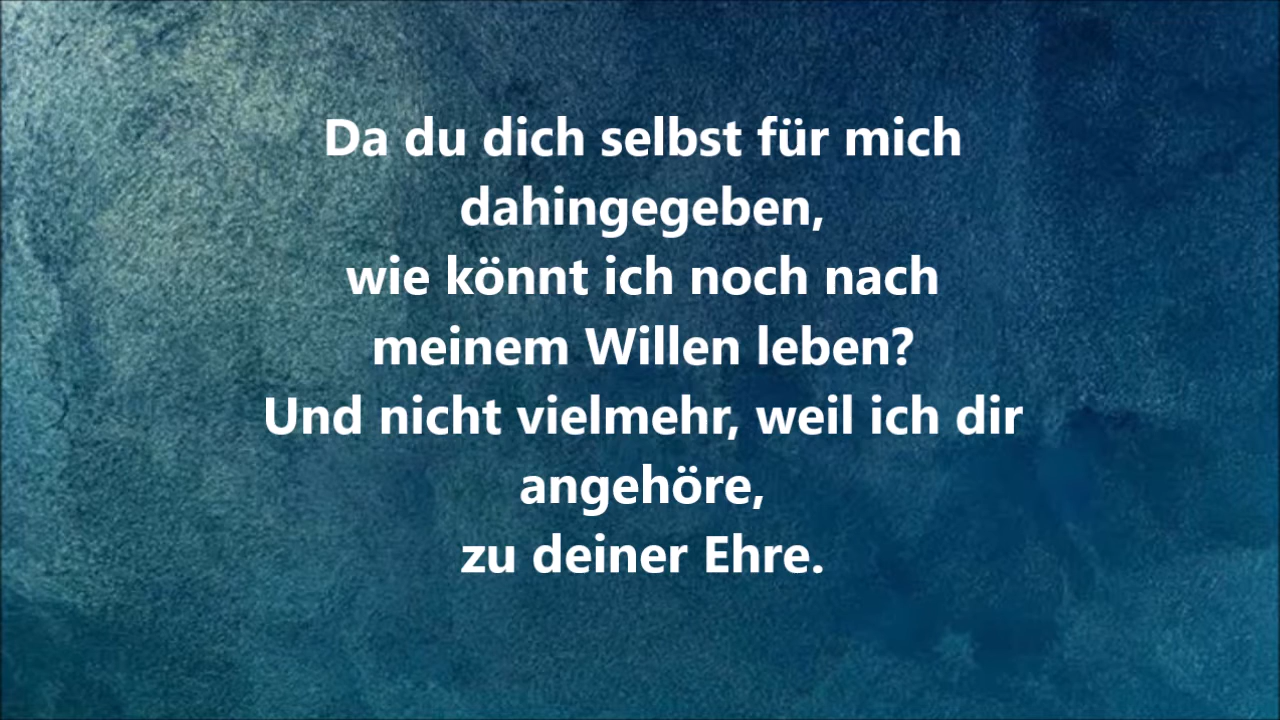 Da du dich selbst für mich
dahingegeben,
wie könnt ich noch nach
meinem Willen leben?
Und nicht vielmehr, weil ich dir
angehöre,
zu deiner Ehre.